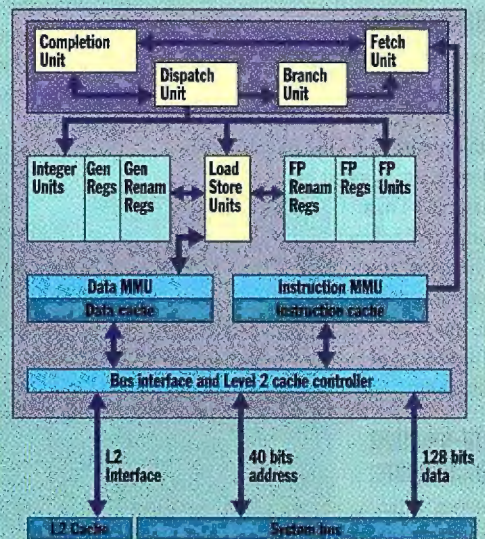 Completion
Unit
Fetch
Unit
Dispatch
Unit
Branch
Unit
Integer
Units
Gen
Regs
Gen
Renam
Regs
Load
Store
Units
FP
Renam
Regs
FP
Regs
FP
Units
Data MMU
Data cache
Instruction MMU
Instruction cache
Bus interface and Level 2 cache controller
L2
Interface
40 bits
address
128 bits
data
L2 Cache
System bus